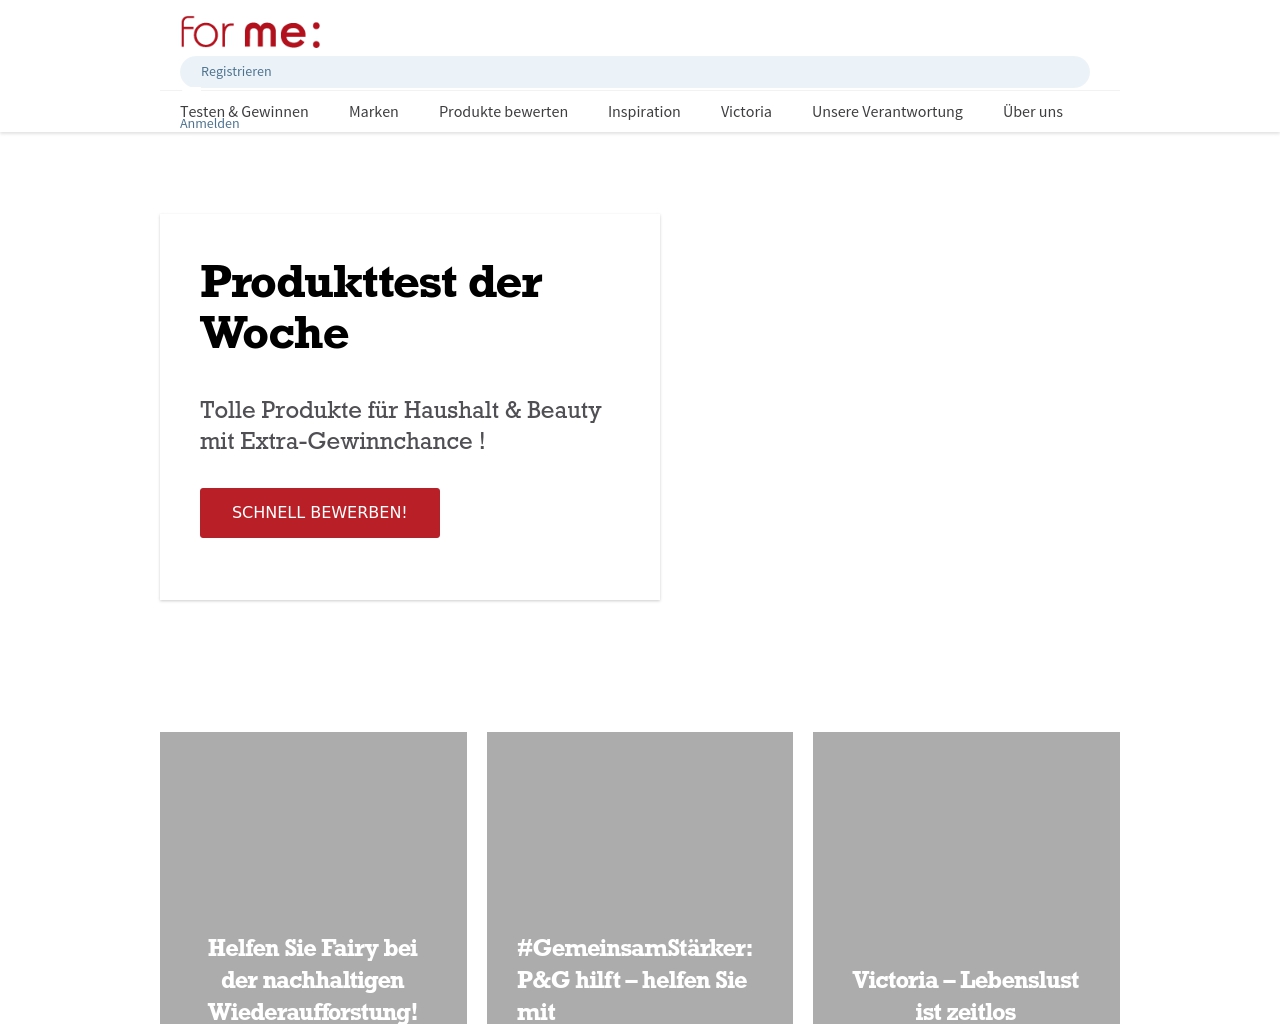 for me:
Registrieren
Testen & Gewinnen Marken Produkte bewerten Inspiration Victoria Unsere Verantwortung Über uns
Anmelden
Produkttest der
Woche
Tolle Produkte für Haushalt & Beauty
mit Extra-Gewinnchance !
SCHNELL BEWERBEN!
Helfen Sie Fairy bei
der nachhaltigen
Wiederaufforstung!
#GemeinsamStärker:
P&G hilft – helfen Sie
mit
Victoria – Lebenslust
ist zeitlos